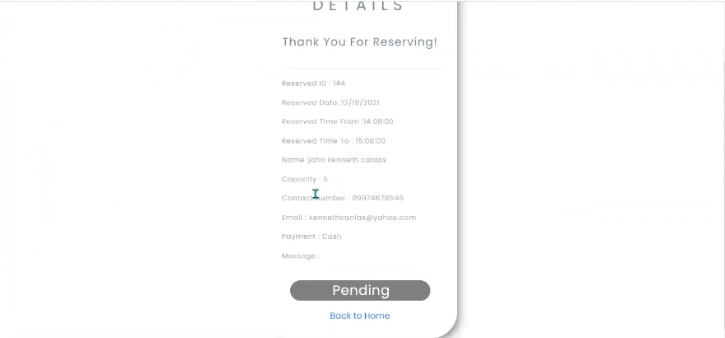 DETAILS
Thank You For Reserving!
Reserved ID : 144
Reserved Date :12/18/2021
Reserved Time From :14:08:00
Reserved Time To : 15:08:00
Name :john kenneth canlas
Capacity : 5
Contact Number : 09974678546
Email : kennethcanlas@yahoo.com
Payment : Cash
Message :
Pending
Back to Home